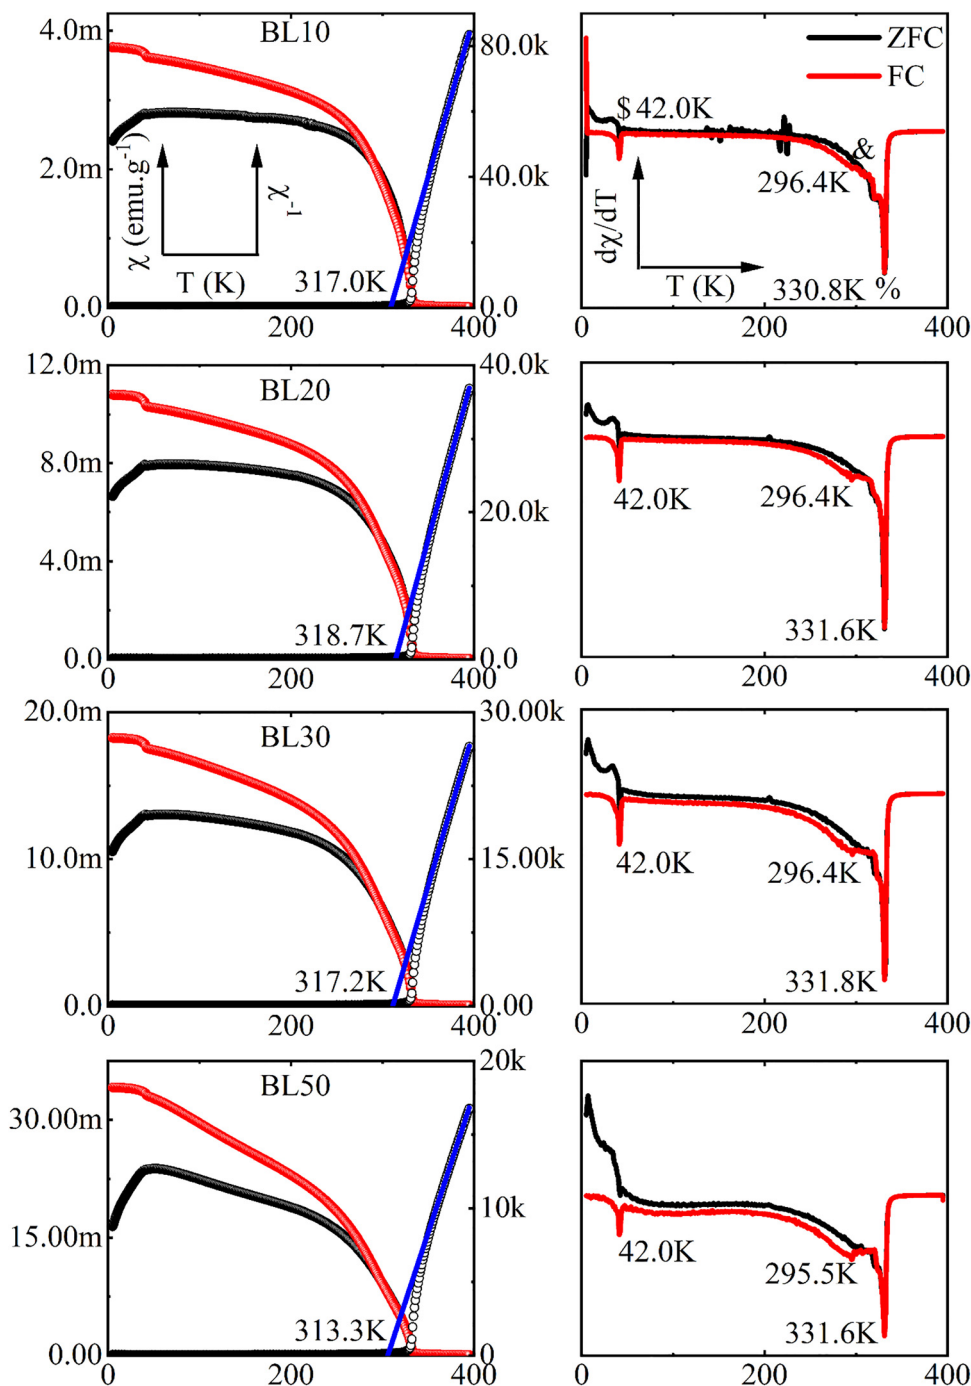 4.0m
BL10
80.0k
2.0m
40.0k
χ (emu.g⁻¹)
χ⁻¹
T (K)
317.0K
0.0
0.0
0
200
400
ZFC
FC
$ 42.0K
&
296.4K
dχ/dT
T (K)
330.8K %
0
200
400
12.0m
BL20
40.0k
8.0m
20.0k
4.0m
318.7K
0.0
0.0
0
200
400
42.0K
296.4K
331.6K
0
200
400
20.0m
BL30
30.00k
10.0m
15.00k
317.2K
0.0
0.00
0
200
400
42.0K
296.4K
331.8K
0
200
400
BL50
20k
30.00m
10k
15.00m
313.3K
0.00
0
0
200
400
42.0K
295.5K
331.6K
0
200
400